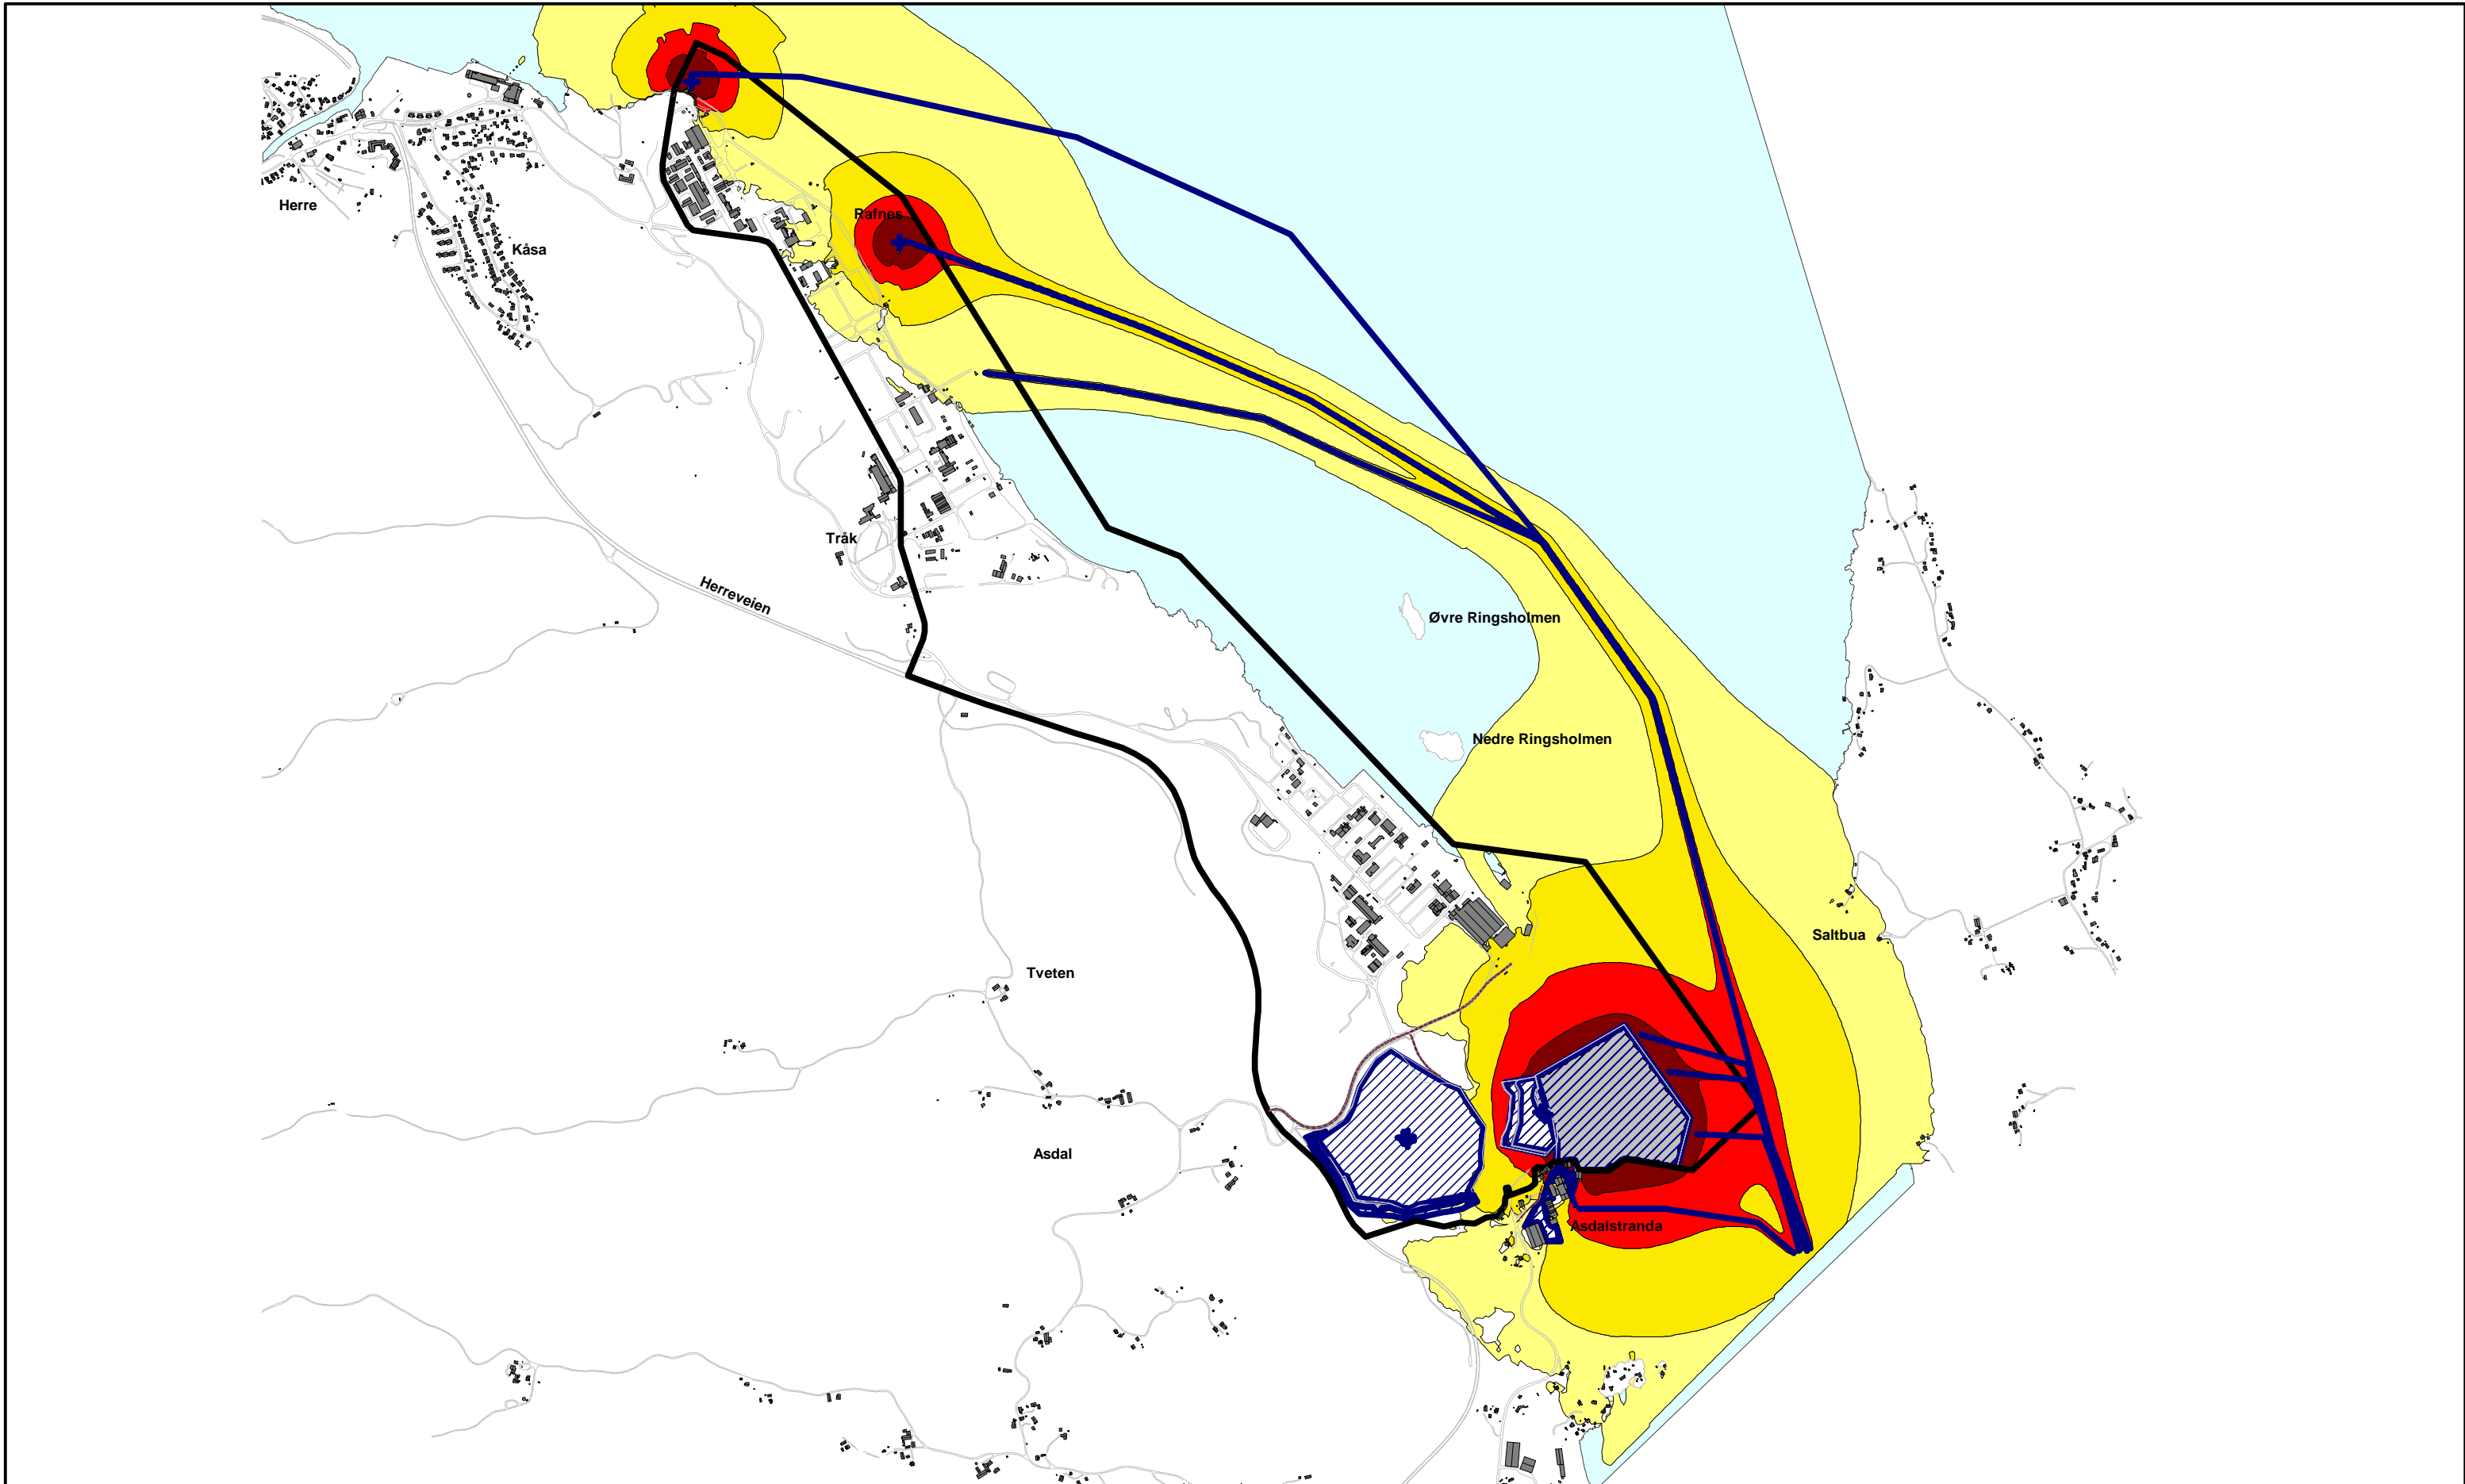 Herre
Rafnes
Kåsa
Tråk
Herreveien
Øvre Ringsholmen
Nedre Ringsholmen
Saltbua
Tveten
Asdal
Asdalstranda